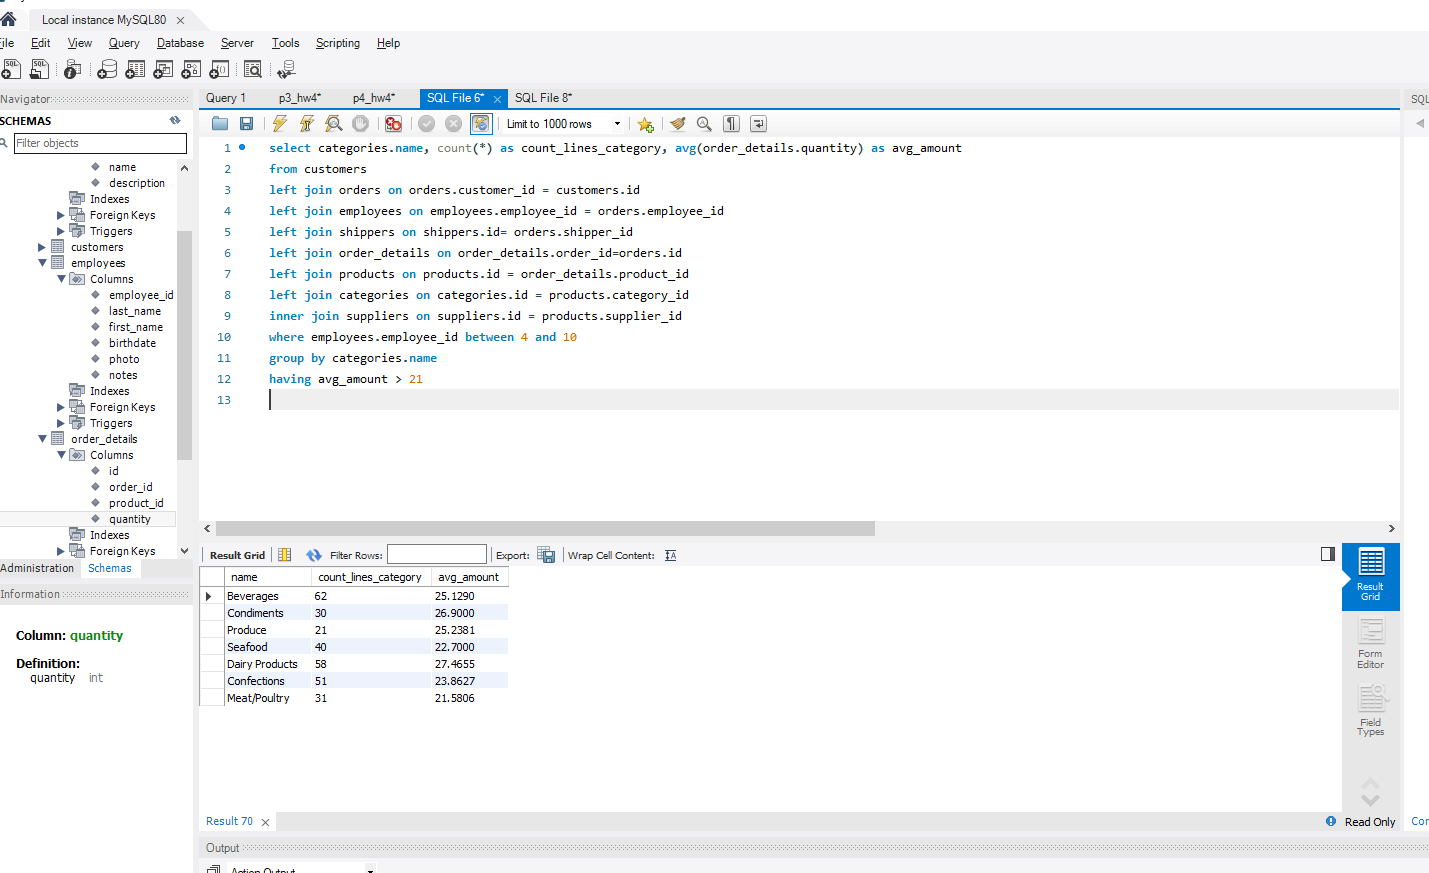 Local instance MySQL80
File Edit View Query Database Server Tools Scripting Help
Navigator
SCHEMAS
Filter objects
name
description
Indexes
Foreign Keys
Triggers
customers
employees
Columns
employee_id
last_name
first_name
birthdate
photo
notes
Indexes
Foreign Keys
Triggers
order_details
Columns
id
order_id
product_id
quantity
Indexes
Foreign Keys
Administration Schemas
Information
Column: quantity
Definition:
quantity int
Query 1 p3_hw4* p4_hw4* SQL File 6* SQL File 8*
Limit to 1000 rows
1 select categories.name, count(*) as count_lines_category, avg(order_details.quantity) as avg_amount
2 from customers
3 left join orders on orders.customer_id = customers.id
4 left join employees on employees.employee_id = orders.employee_id
5 left join shippers on shippers.id= orders.shipper_id
6 left join order_details on order_details.order_id=orders.id
7 left join products on products.id = order_details.product_id
8 left join categories on categories.id = products.category_id
9 inner join suppliers on suppliers.id = products.supplier_id
10 where employees.employee_id between 4 and 10
11 group by categories.name
12 having avg_amount > 21
13
Result Grid Filter Rows: Export: Wrap Cell Content:
name count_lines_category avg_amount
Beverages 62 25.1290
Condiments 30 26.9000
Produce 21 25.2381
Seafood 40 22.7000
Dairy Products 58 27.4655
Confections 51 23.8627
Meat/Poultry 31 21.5806
Result
Grid
Form
Editor
Field
Types
Result 70
Read Only
Output
Action Output
SQL
Cor